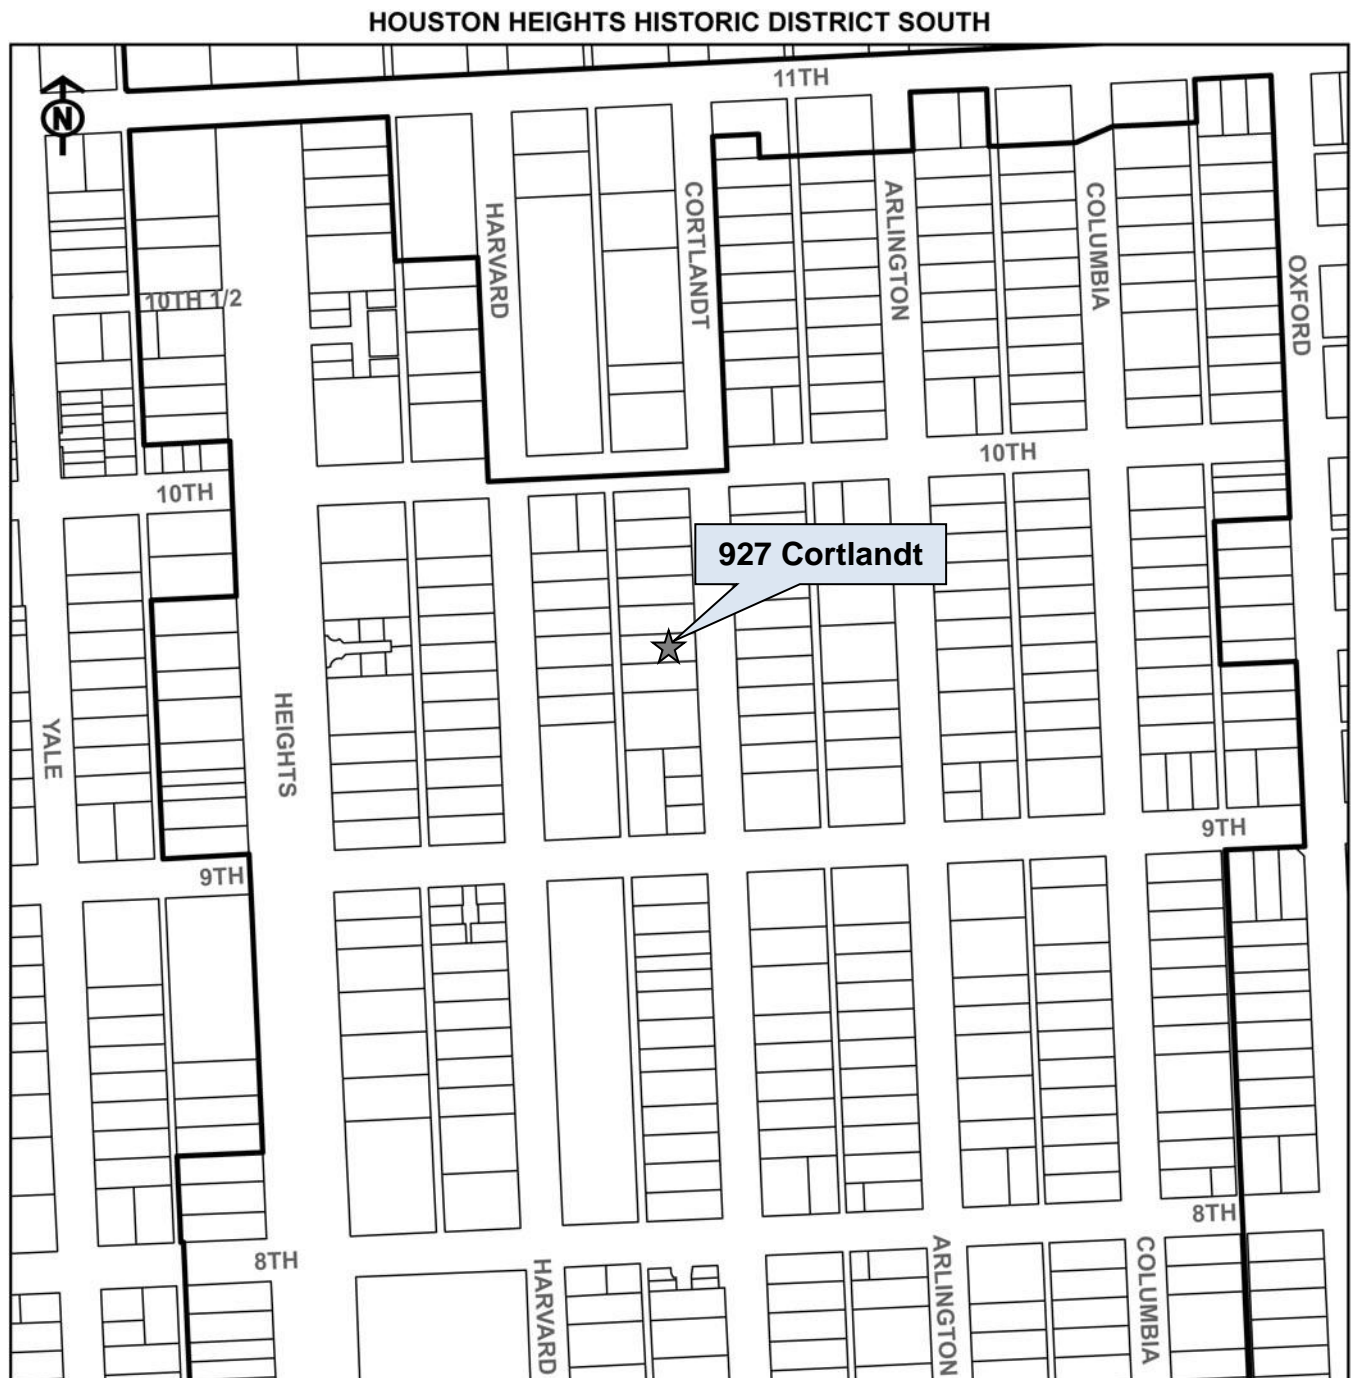 HOUSTON HEIGHTS HISTORIC DISTRICT SOUTH
11TH
N
HARVARD
CORTLANDT
ARLINGTON
COLUMBIA
OXFORD
10TH 1/2
10TH
10TH
927 Cortlandt
YALE
HEIGHTS
9TH
9TH
8TH
8TH
HARVARD
ARLINGTON
COLUMBIA